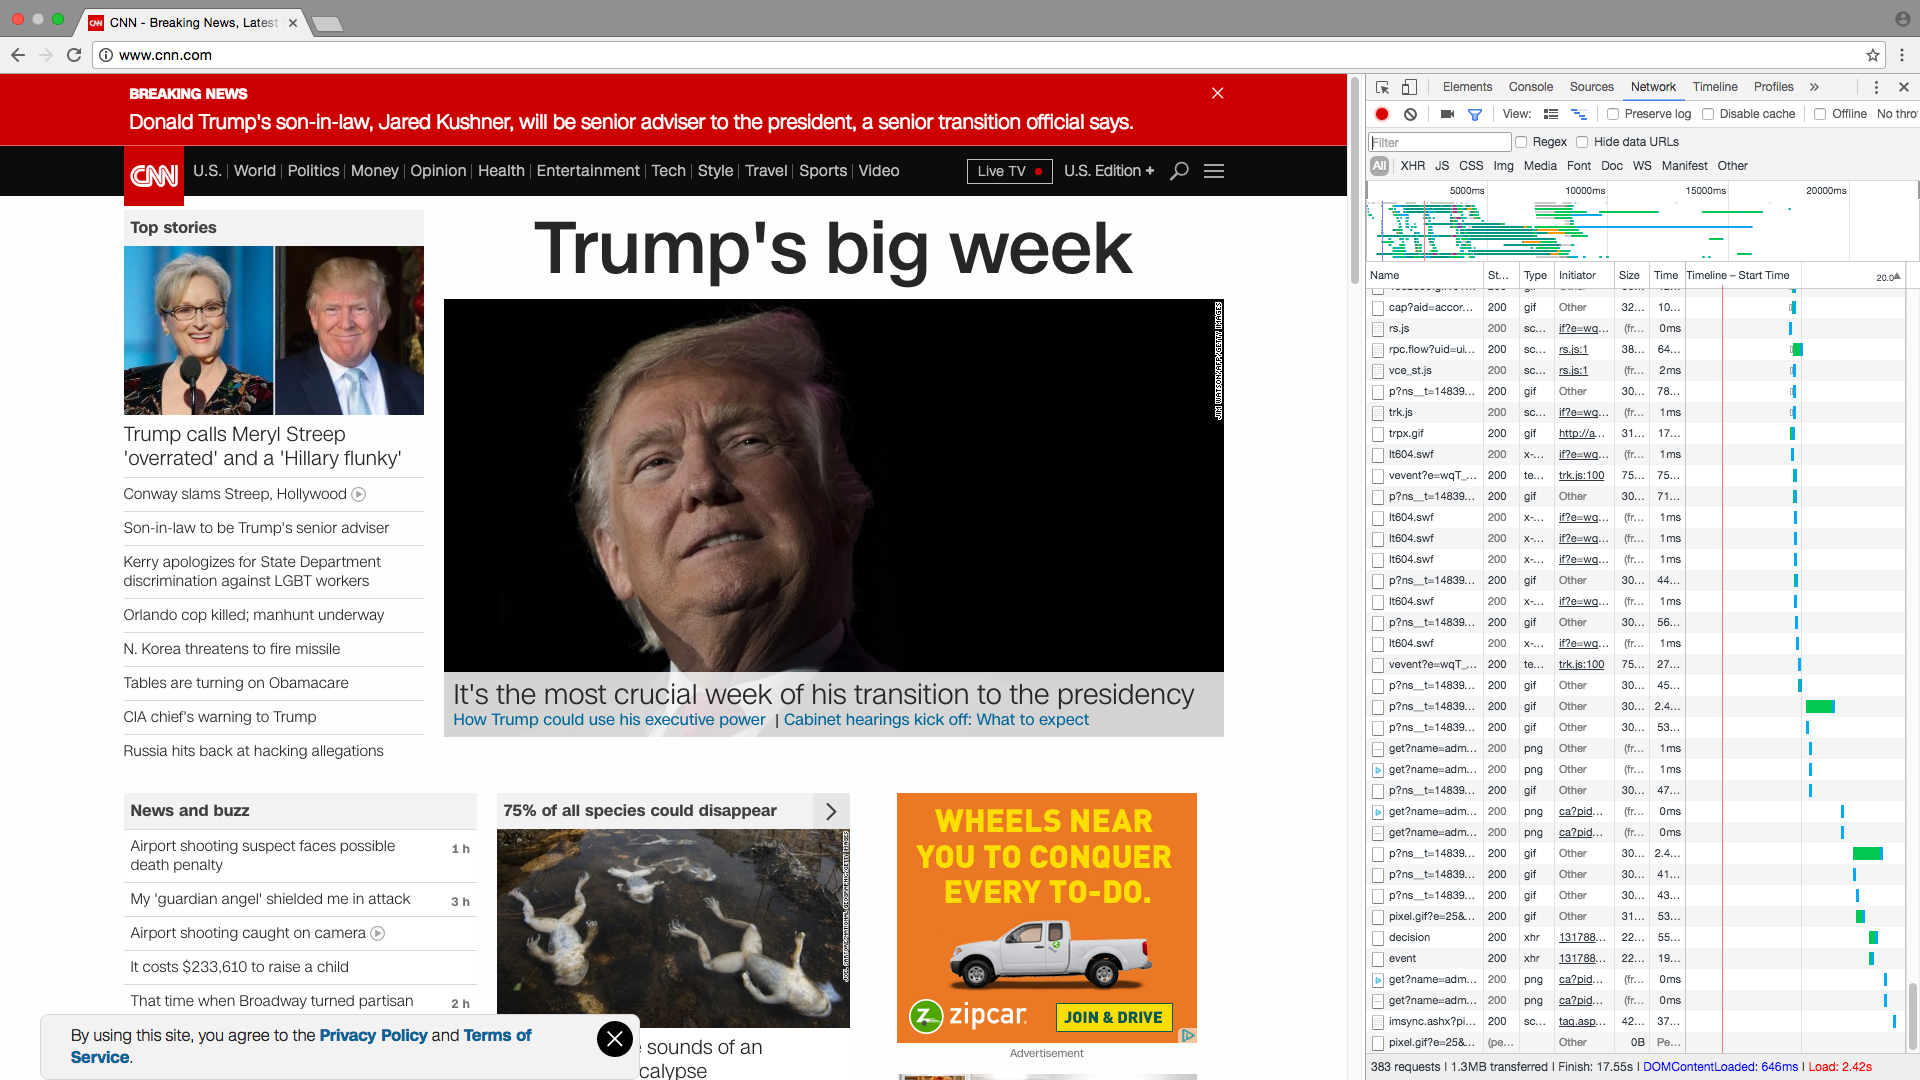 CNN - Breaking News, Latest
www.cnn.com
BREAKING NEWS
Donald Trump's son-in-law, Jared Kushner, will be senior adviser to the president, a senior transition official says.
CNN
U.S. World Politics Money Opinion Health Entertainment Tech Style Travel Sports Video
Live TV
U.S. Edition +
Top stories
Trump calls Meryl Streep
'overrated' and a 'Hillary flunky'
Conway slams Streep, Hollywood
Son-in-law to be Trump's senior adviser
Kerry apologizes for State Department
discrimination against LGBT workers
Orlando cop killed; manhunt underway
N. Korea threatens to fire missile
Tables are turning on Obamacare
CIA chief's warning to Trump
Russia hits back at hacking allegations
Trump's big week
JIM WATSON/AFP/GETTY IMAGES
It's the most crucial week of his transition to the presidency
How Trump could use his executive power | Cabinet hearings kick off: What to expect
News and buzz
Airport shooting suspect faces possible
death penalty
1 h
My 'guardian angel' shielded me in attack
3 h
Airport shooting caught on camera
It costs $233,610 to raise a child
That time when Broadway turned partisan
2 h
75% of all species could disappear
sounds of an
calypse
WHEELS NEAR
YOU TO CONQUER
EVERY TO-DO.
zipcar.
JOIN & DRIVE
Advertisement
By using this site, you agree to the Privacy Policy and Terms of
Service.
Elements Console Sources Network Timeline Profiles
View: Preserve log Disable cache Offline No thro
Filter Regex Hide data URLs
All XHR JS CSS Img Media Font Doc WS Manifest Other
5000ms 10000ms 15000ms 20000ms
Name St... Type Initiator Size Time Timeline – Start Time 20.0
cap?aid=accor... 200 gif Other 32... 10...
rs.js 200 sc... if?e=wq... (fr... 0ms
rpc.flow?uid=ui... 200 sc... rs.js:1 38... 64...
vce_st.js 200 sc... rs.js:1 (fr... 2ms
p?ns__t=14839... 200 gif Other 30... 78...
trk.js 200 sc... if?e=wq... (fr... 1ms
trpx.gif 200 gif http://a... 31... 17...
lt604.swf 200 x-... if?e=wq... (fr... 1ms
vevent?e=wqT_... 200 te... trk.js:100 75... 75...
p?ns__t=14839... 200 gif Other 30... 71...
lt604.swf 200 x-... if?e=wq... (fr... 1ms
lt604.swf 200 x-... if?e=wq... (fr... 1ms
lt604.swf 200 x-... if?e=wq... (fr... 1ms
p?ns__t=14839... 200 gif Other 30... 44...
lt604.swf 200 x-... if?e=wq... (fr... 1ms
p?ns__t=14839... 200 gif Other 30... 56...
lt604.swf 200 x-... if?e=wq... (fr... 1ms
vevent?e=wqT_... 200 te... trk.js:100 75... 27...
p?ns__t=14839... 200 gif Other 30... 45...
p?ns__t=14839... 200 gif Other 30... 2.4...
p?ns__t=14839... 200 gif Other 30... 53...
get?name=adm... 200 png Other (fr... 1ms
get?name=adm... 200 png Other (fr... 1ms
p?ns__t=14839... 200 gif Other 30... 47...
get?name=adm... 200 png ca?pid... (fr... 0ms
get?name=adm... 200 png ca?pid... (fr... 0ms
p?ns__t=14839... 200 gif Other 30... 2.4...
p?ns__t=14839... 200 gif Other 30... 41...
p?ns__t=14839... 200 gif Other 30... 43...
pixel.gif?e=25&... 200 gif Other 31... 53...
decision 200 xhr 131788... 22... 55...
event 200 xhr 131788... 22... 19...
get?name=adm... 200 png ca?pid... (fr... 0ms
get?name=adm... 200 png ca?pid... (fr... 0ms
imsync.ashx?pi... 200 sc... tag.asp... 42... 37...
pixel.gif?e=25&... (pe... Other 0B Pe...
383 requests | 1.3MB transferred | Finish: 17.55s | DOMContentLoaded: 646ms | Load: 2.42s